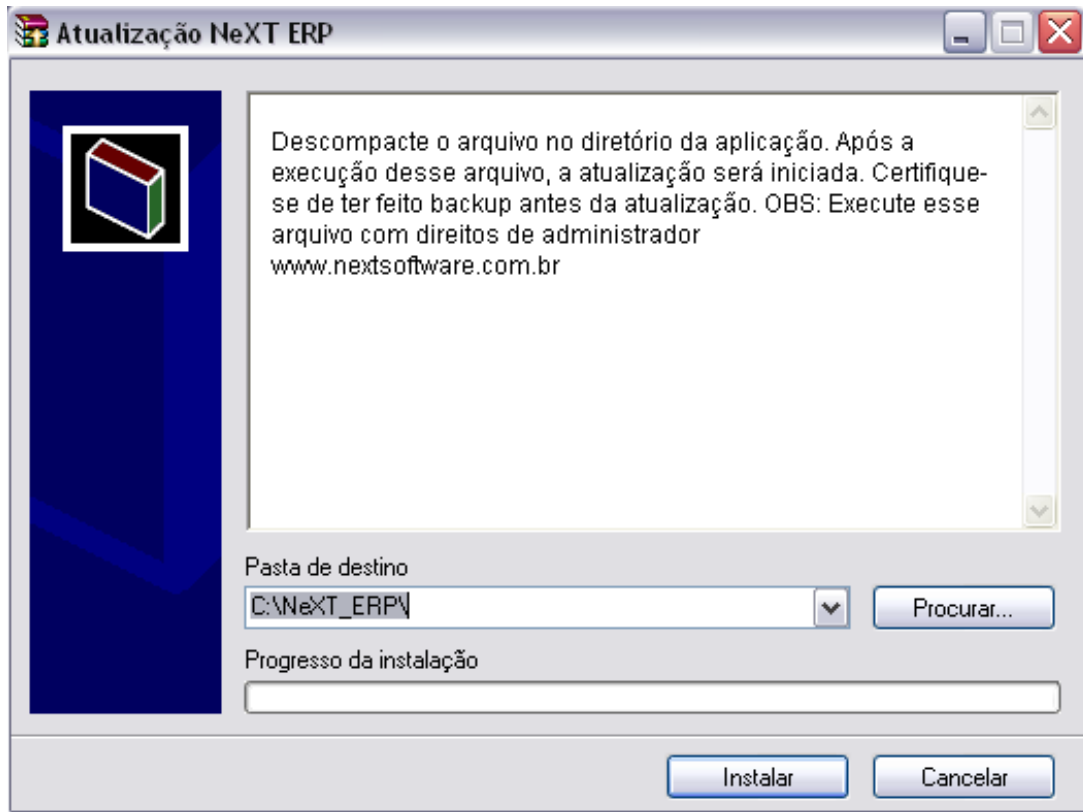 Atualização NeXT ERP
Descompacte o arquivo no diretório da aplicação. Após a
execução desse arquivo, a atualização será iniciada. Certifique-
se de ter feito backup antes da atualização. OBS: Execute esse
arquivo com direitos de administrador
www.nextsoftware.com.br
Pasta de destino
C:\NeXT_ERP\
Procurar...
Progresso da instalação
Instalar
Cancelar